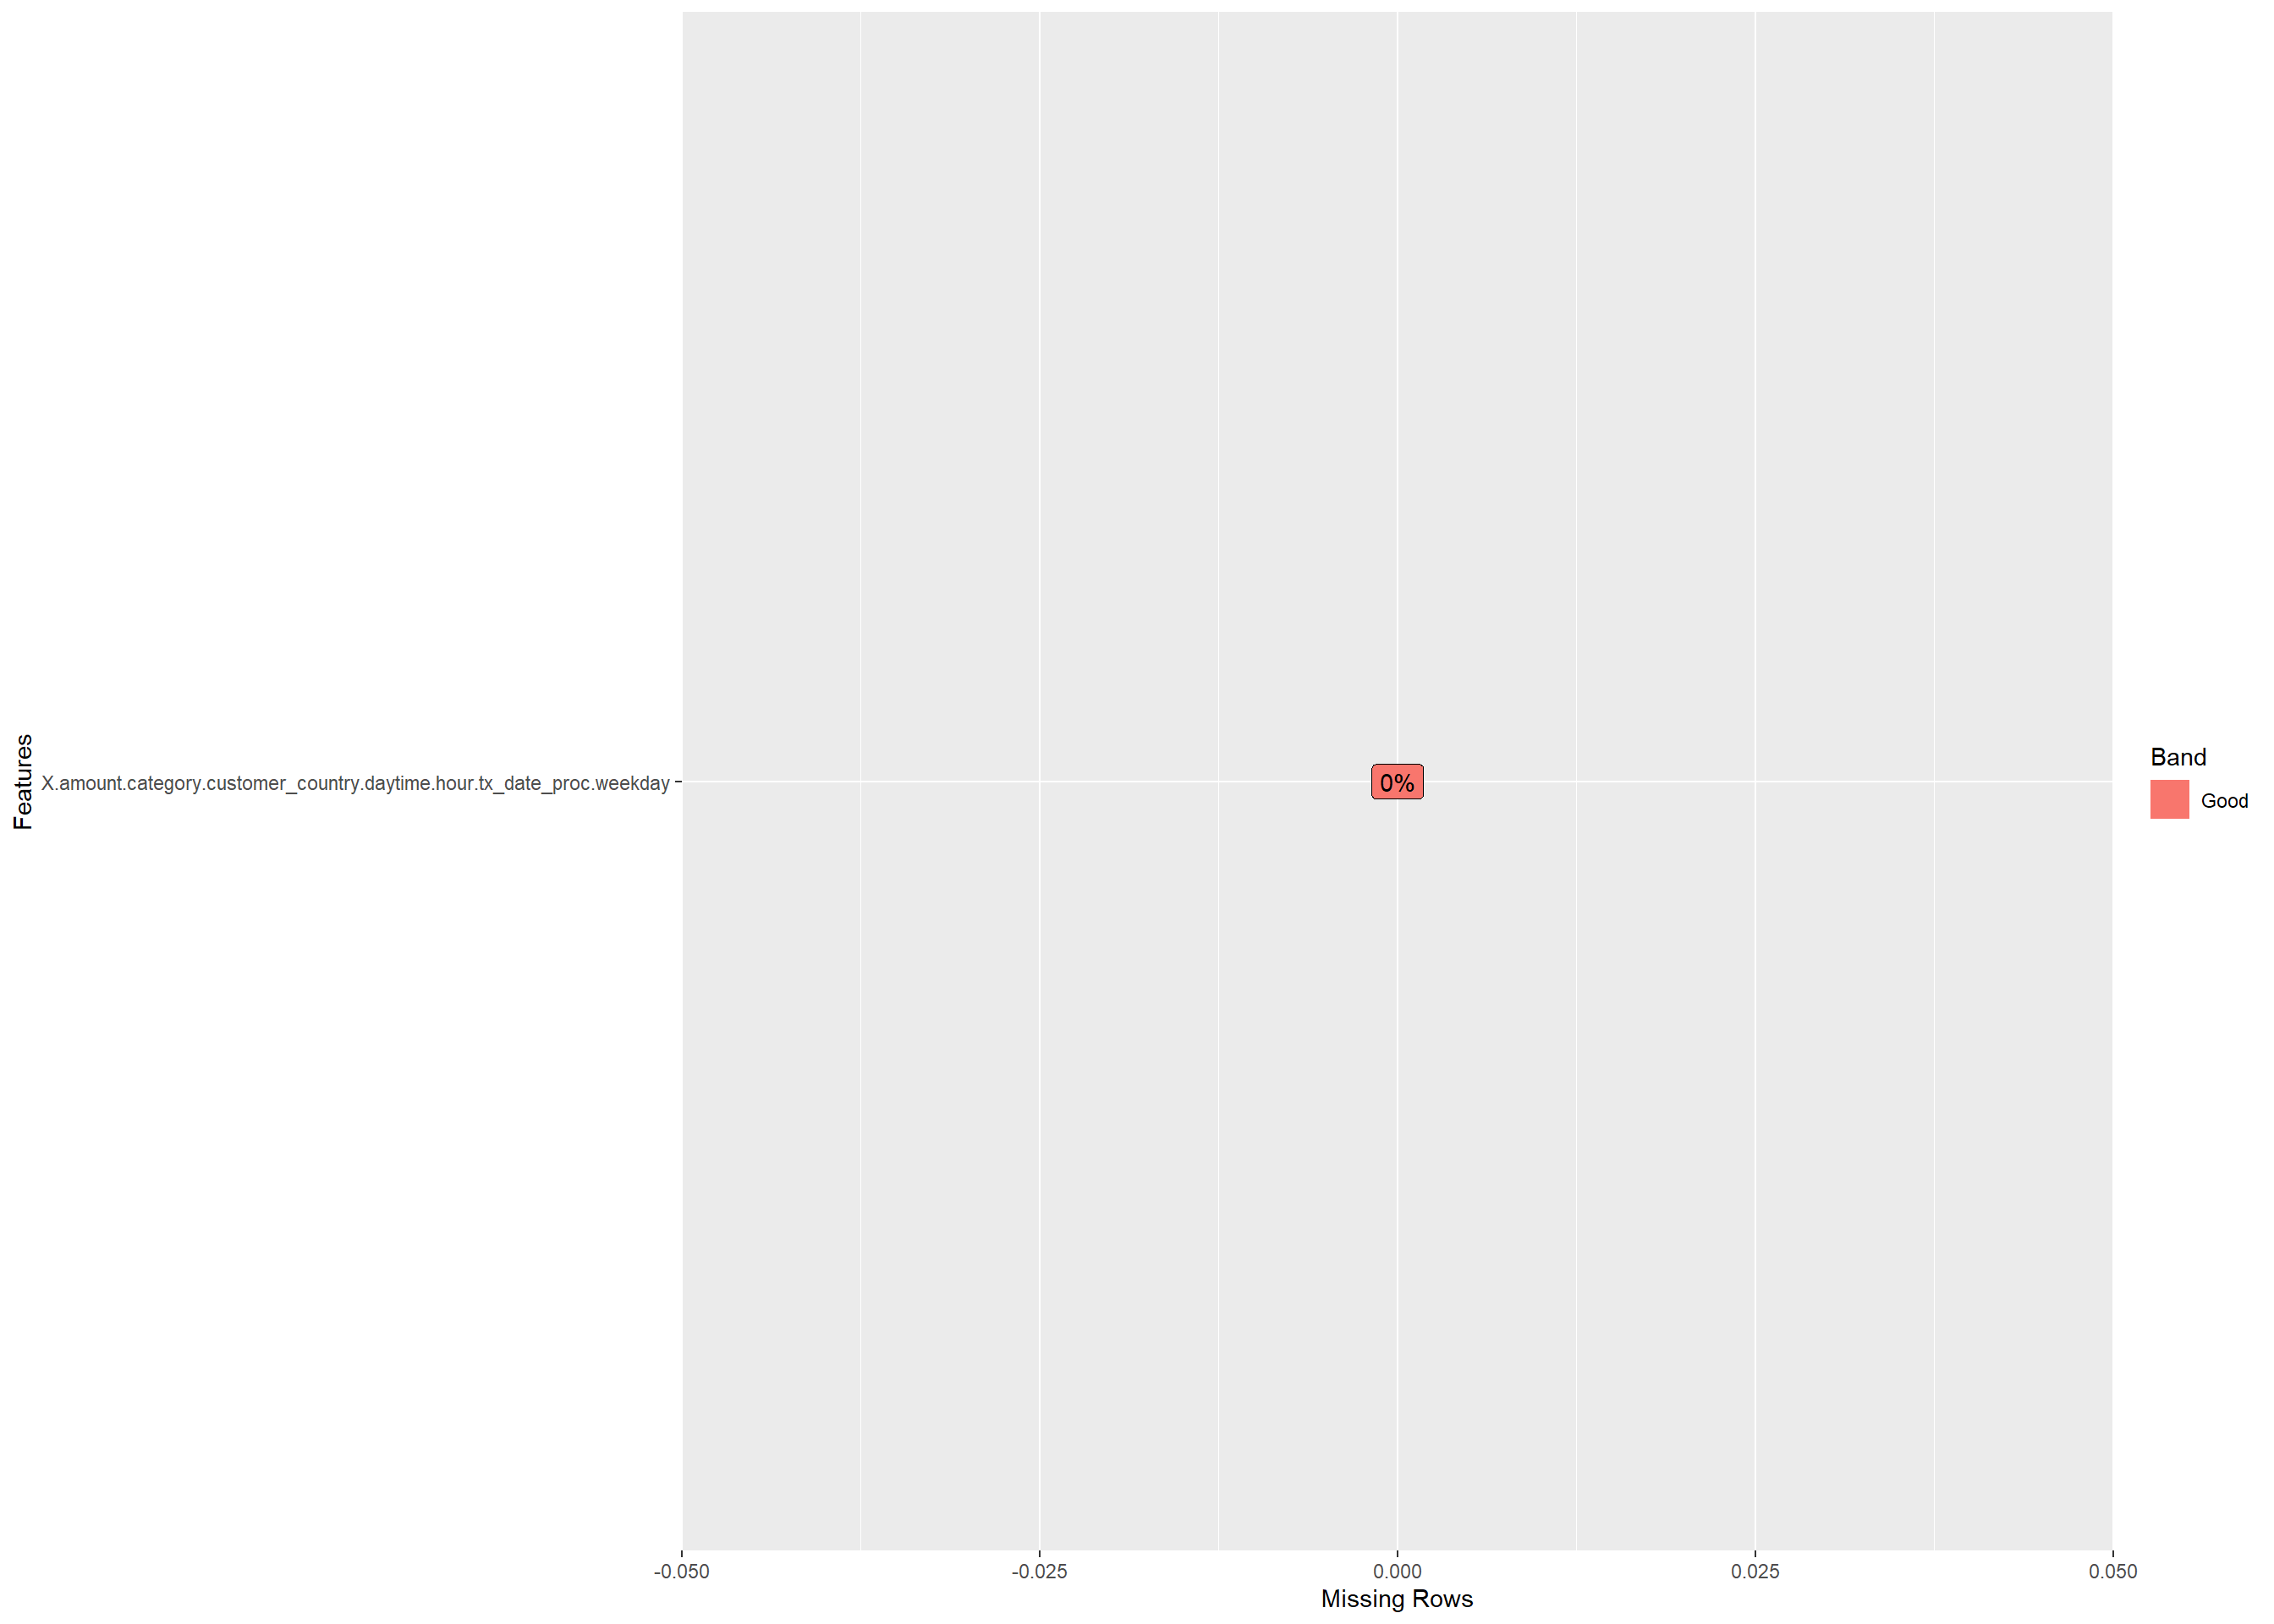 Features
X.amount.category.customer_country.daytime.hour.tx_date_proc.weekday
0%
Band
Good
-0.050
-0.025
0.000
0.025
0.050
Missing Rows